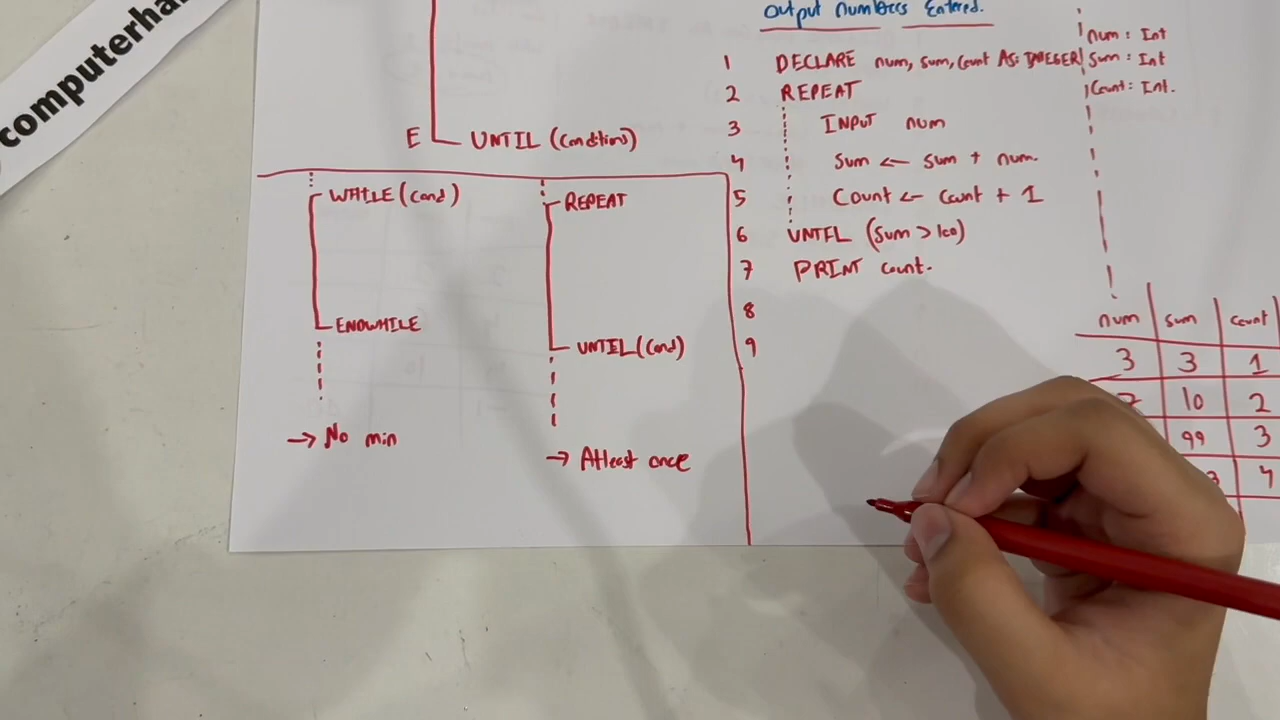 computerha
E UNTIL (Conditions)
WHILE (Cond)
ENDWHILE
→ No min
REPEAT
UNTIL (Cond)
→ Atleast once
Output numbers Entered.
1 DECLARE num, sum, Count AS: INTEGER
2 REPEAT
3 INPUT num
4 Sum ← sum + num.
5 Count ← count + 1
6 UNTIL (Sum > 100)
7 PRINT count.
8
9
num : Int
Sum : Int
Count : Int.
num sum count
3 3 1
7 10 2
99 3
4